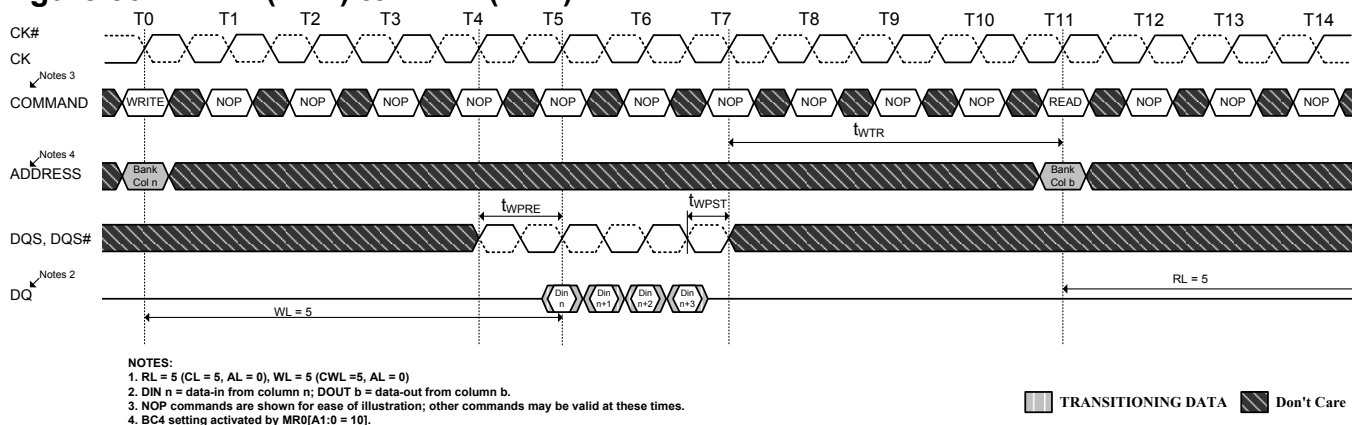 T0 T1 T2 T3 T4 T5 T6 T7 T8 T9 T10 T11 T12 T13 T14
CK#
CK
Notes 3
COMMAND WRITE NOP NOP NOP NOP NOP NOP NOP NOP NOP NOP READ NOP NOP NOP
tWTR
Notes 4
ADDRESS Bank Col n Bank Col b
tWPRE tWPST
DQS, DQS#
Notes 2
DQ Din n Din n+1 Din n+2 Din n+3
RL = 5
WL = 5
NOTES:
1. RL = 5 (CL = 5, AL = 0), WL = 5 (CWL =5, AL = 0)
2. DIN n = data-in from column n; DOUT b = data-out from column b.
3. NOP commands are shown for ease of illustration; other commands may be valid at these times.
4. BC4 setting activated by MR0[A1:0 = 10].
TRANSITIONING DATA Don't Care